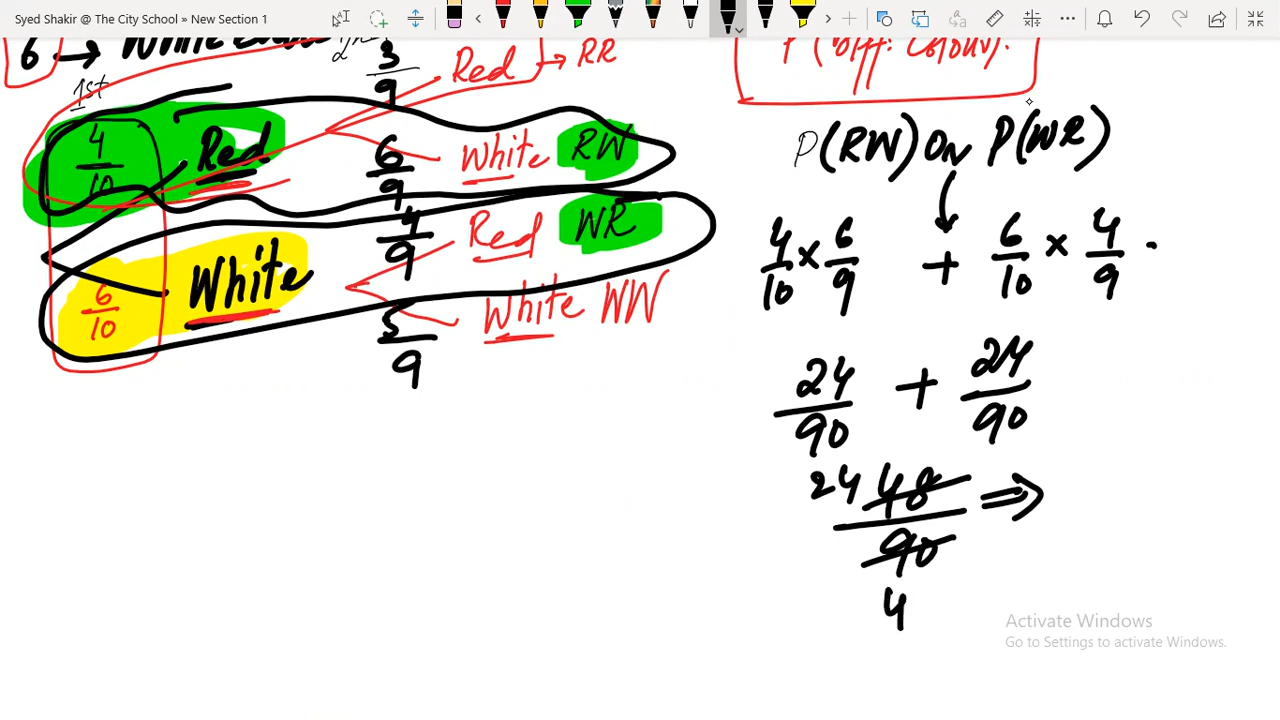 Syed Shakir @ The City School » New Section 1
6 → White
1st
3/9
Red → RR
P (Diff: Colour).
4/10 Red
6/9 White RW
P(RW) OR P(WR)
4/9 Red WR
6/10 White
5/9 White WW
4/10 × 6/9 + 6/10 × 4/9 -
24/90 + 24/90
24 48/90 ⇒
4
Activate Windows
Go to Settings to activate Windows.